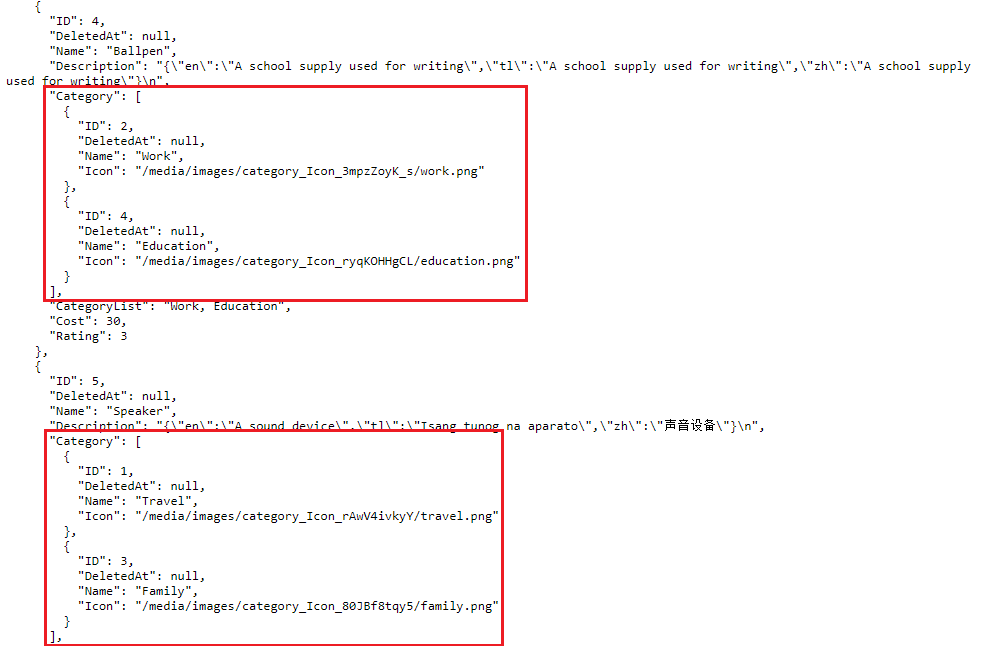 {
"ID": 4,
"DeletedAt": null,
"Name": "Ballpen",
"Description": "{\"en\":\"A school supply used for writing\",\"tl\":\"A school supply used for writing\",\"zh\":\"A school supply
used for writing\"}\n",
"Category": [
{
"ID": 2,
"DeletedAt": null,
"Name": "Work",
"Icon": "/media/images/category_Icon_3mpzZoyK_s/work.png"
},
{
"ID": 4,
"DeletedAt": null,
"Name": "Education",
"Icon": "/media/images/category_Icon_ryqKOHHgCL/education.png"
}
],
"CategoryList": "Work, Education",
"Cost": 30,
"Rating": 3
},
{
"ID": 5,
"DeletedAt": null,
"Name": "Speaker",
"Description": "{\"en\":\"A sound device\",\"tl\":\"Isang tunog na aparato\",\"zh\":\"声音设备\"}\n",
"Category": [
{
"ID": 1,
"DeletedAt": null,
"Name": "Travel",
"Icon": "/media/images/category_Icon_rAwV4ivkyY/travel.png"
},
{
"ID": 3,
"DeletedAt": null,
"Name": "Family",
"Icon": "/media/images/category_Icon_80JBf8tqy5/family.png"
}
],